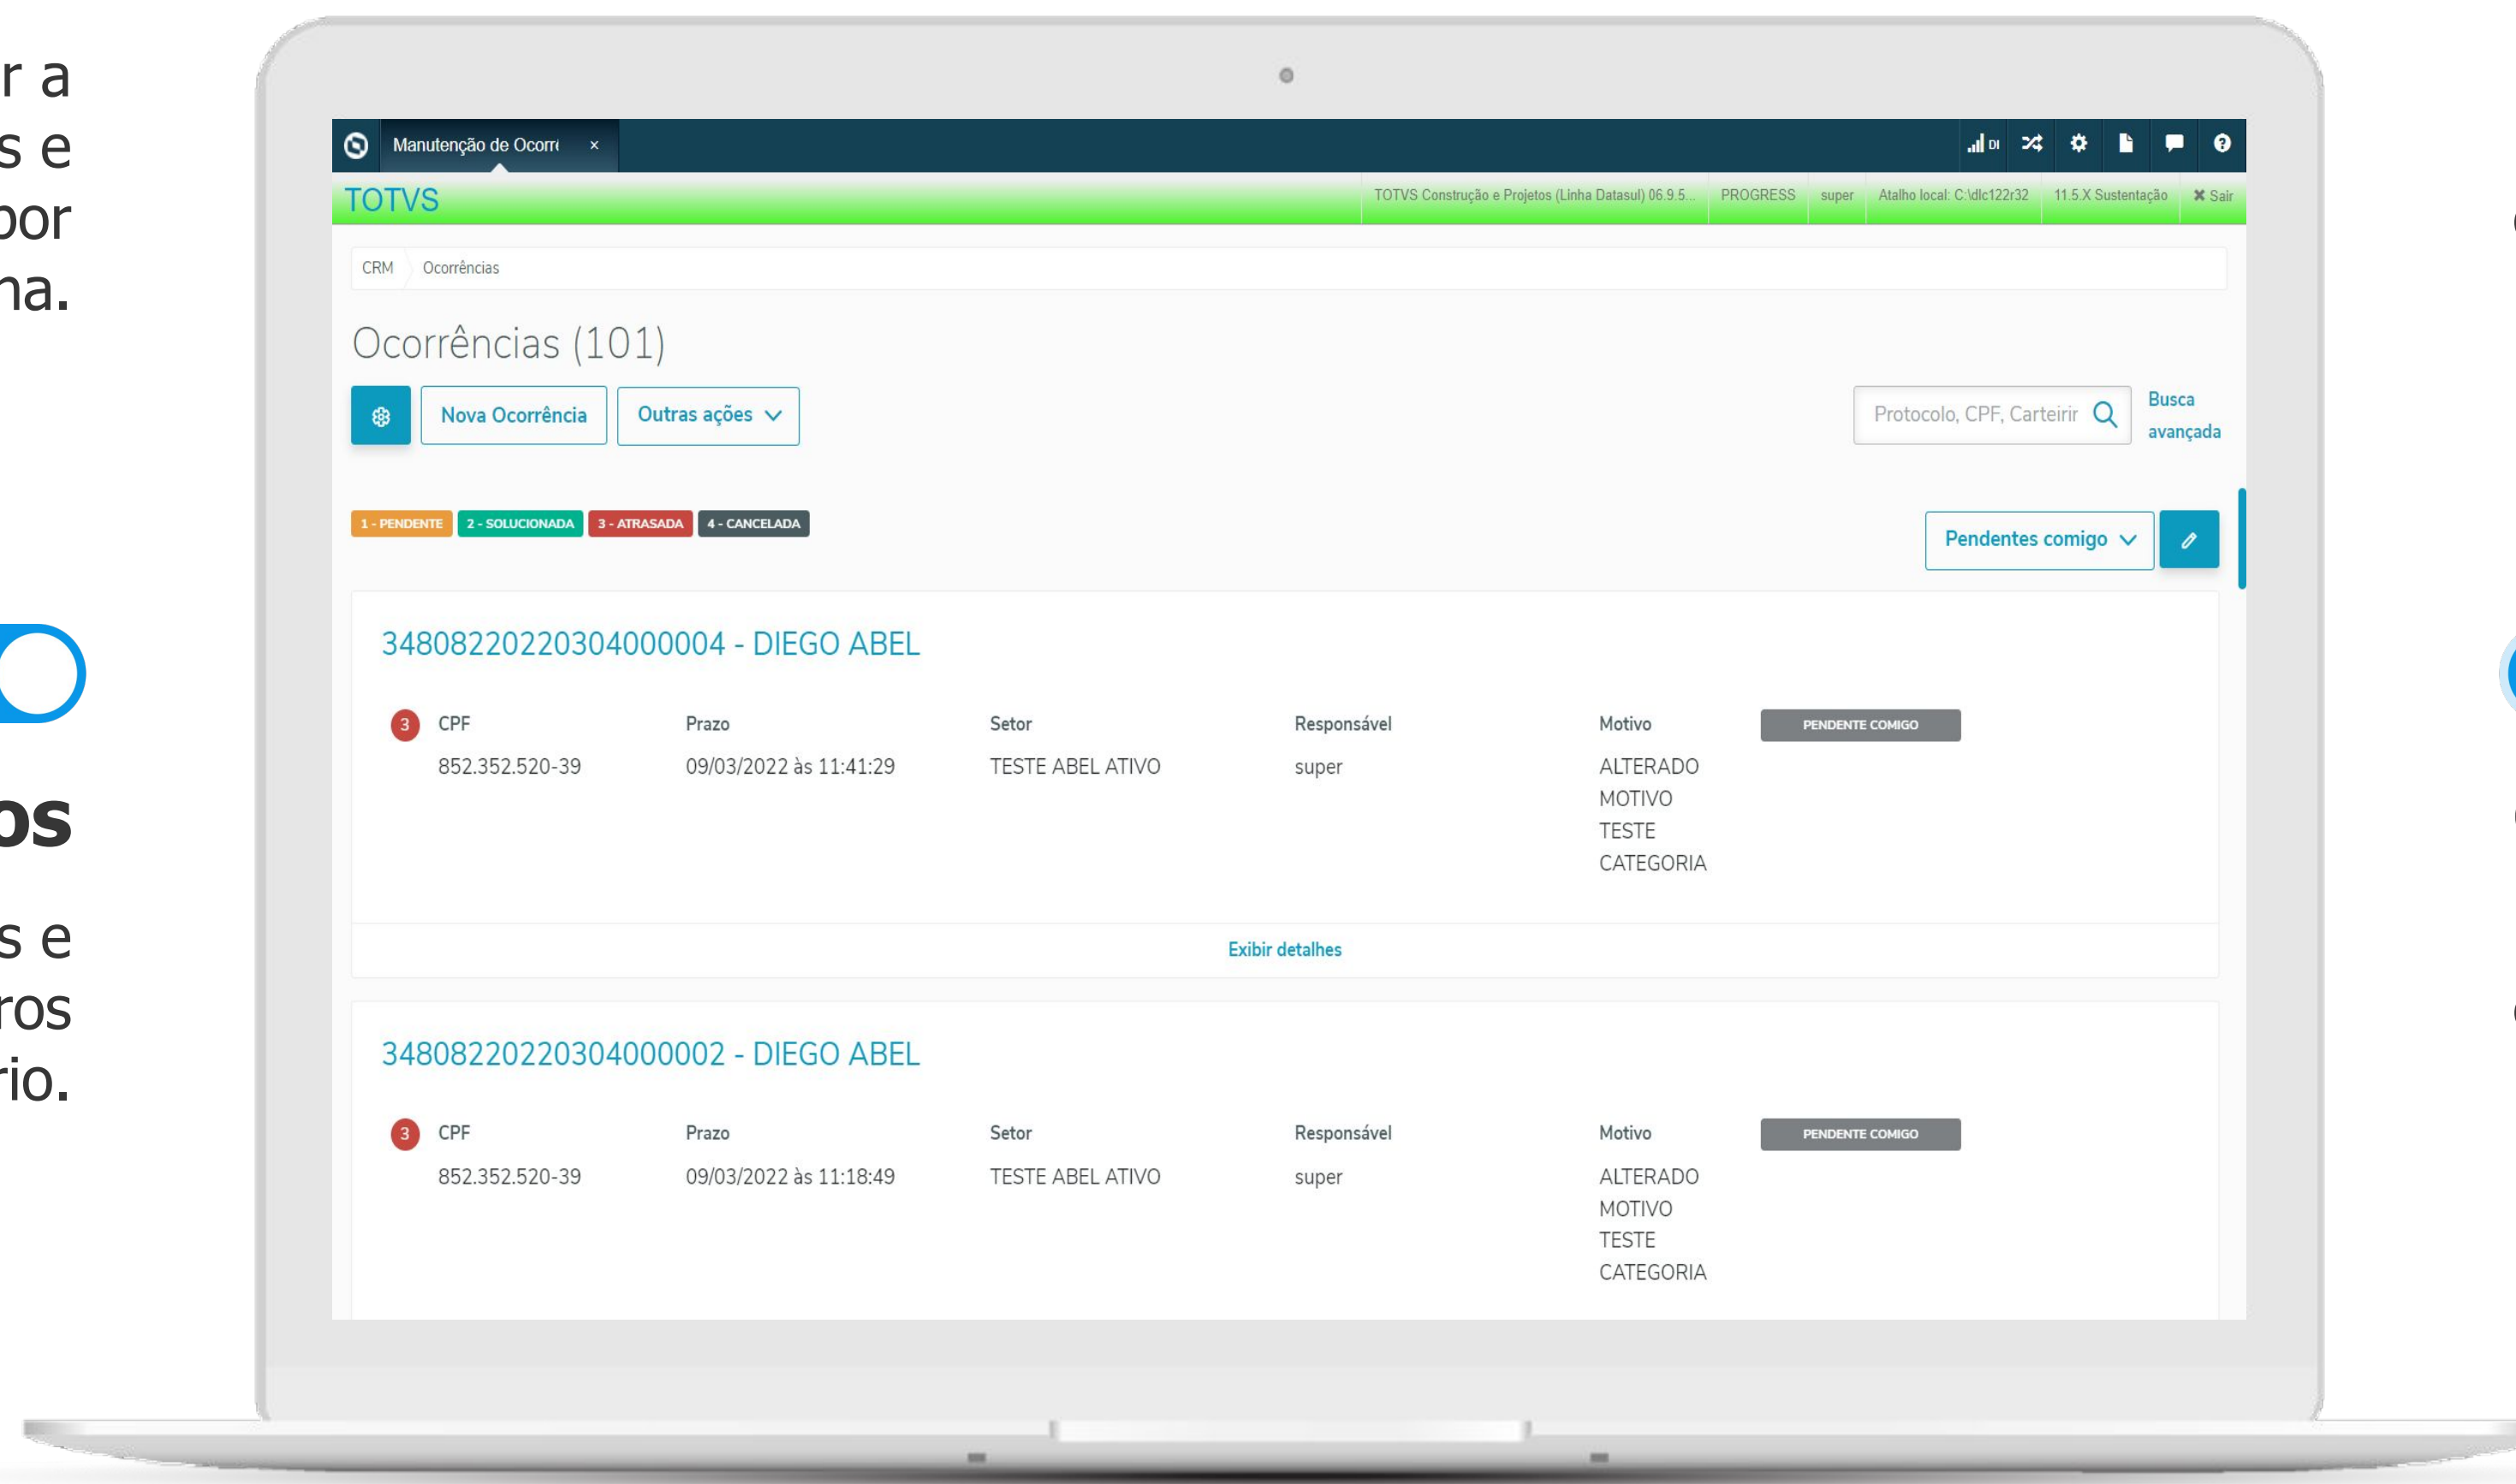 r a
s e
por
na.
os
s e
ros
rio.
Manutenção de Ocorr
×
DI
TOTVS
TOTVS Construção e Projetos (Linha Datasul) 06.9.5... PROGRESS super Atalho local: C:\dlc122r32 11.5.X Sustentação ✖ Sair
CRM Ocorrências
Ocorrências (101)
Nova Ocorrência Outras ações
Protocolo, CPF, Carteirir
Busca
avançada
1 - PENDENTE 2 - SOLUCIONADA 3 - ATRASADA 4 - CANCELADA
Pendentes comigo
34808220220304000004 - DIEGO ABEL
3 CPF Prazo Setor Responsável Motivo PENDENTE COMIGO
852.352.520-39 09/03/2022 às 11:41:29 TESTE ABEL ATIVO super ALTERADO
MOTIVO
TESTE
CATEGORIA
Exibir detalhes
34808220220304000002 - DIEGO ABEL
3 CPF Prazo Setor Responsável Motivo PENDENTE COMIGO
852.352.520-39 09/03/2022 às 11:18:49 TESTE ABEL ATIVO super ALTERADO
MOTIVO
TESTE
CATEGORIA